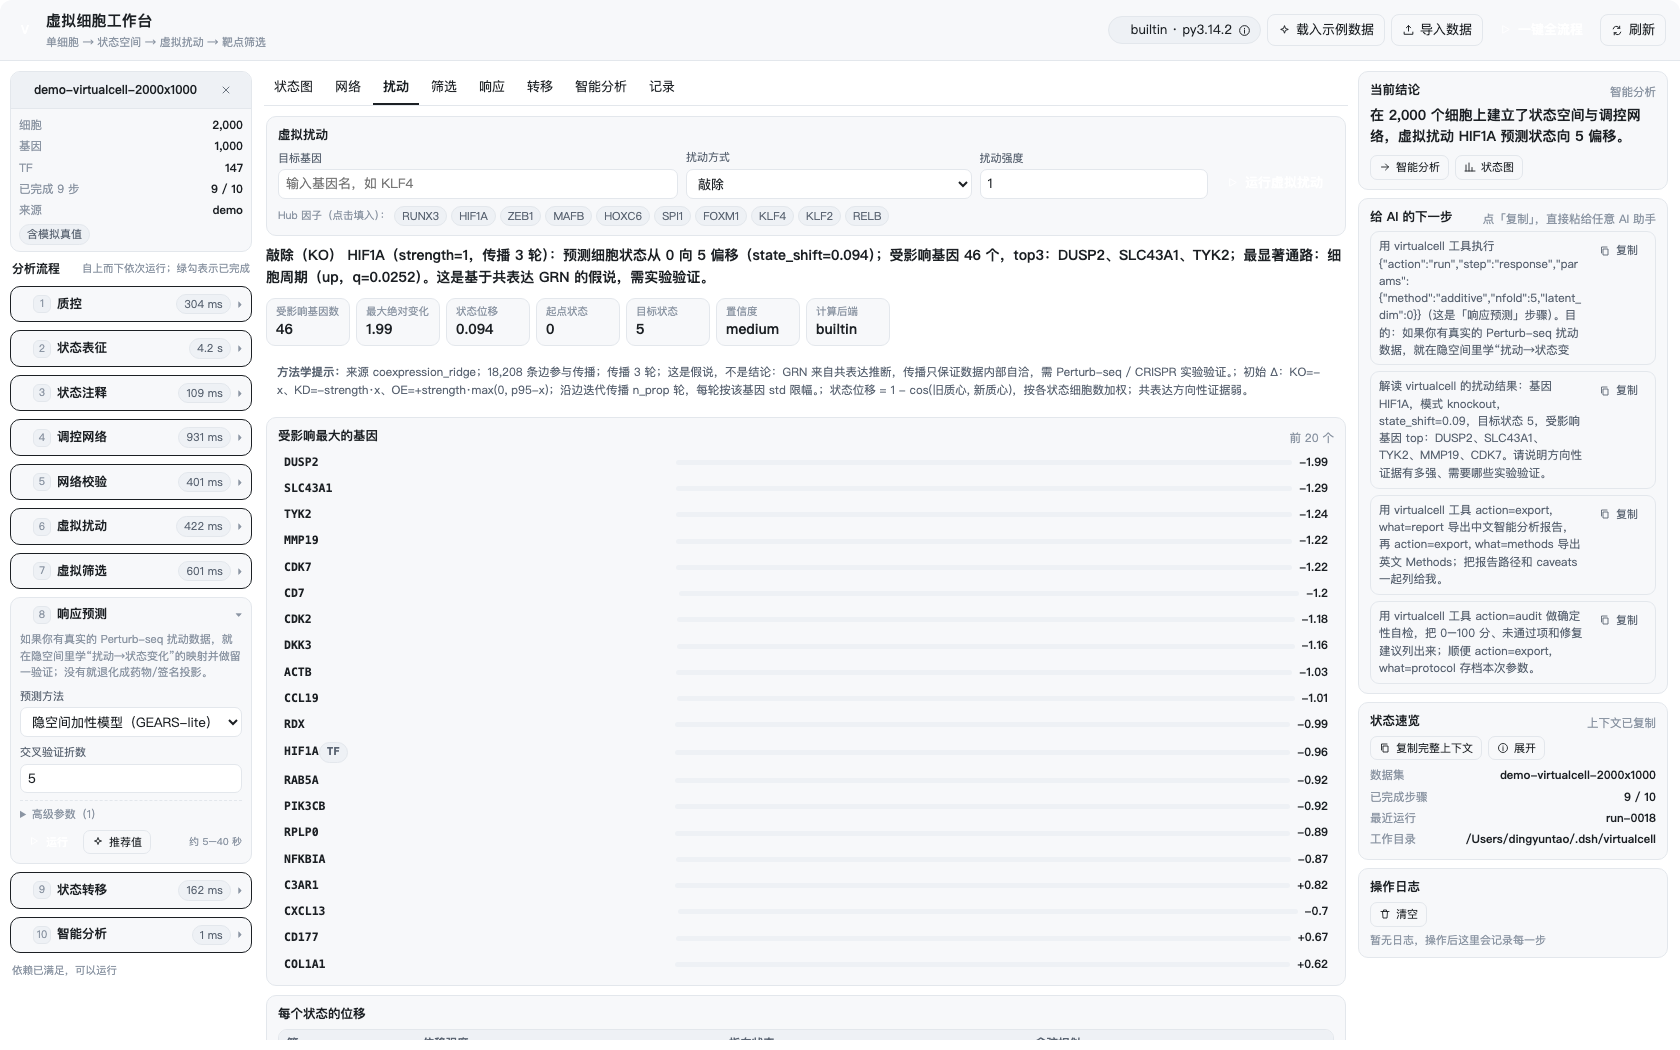 虚拟细胞工作台
单细胞 → 状态空间 → 虚拟扰动 → 靶点筛选
builtin · py3.14.2
载入示例数据
导入数据
一键全流程
刷新
demo-virtualcell-2000x1000
细胞 2,000
基因 1,000
TF 147
已完成 9 步 9 / 10
来源 demo
含模拟真值
分析流程 自上而下依次运行；绿勾表示已完成
1 质控 304 ms
2 状态表征 4.2 s
3 状态注释 109 ms
4 调控网络 931 ms
5 网络校验 401 ms
6 虚拟扰动 422 ms
7 虚拟筛选 601 ms
8 响应预测
如果你有真实的 Perturb-seq 扰动数据，就
在隐空间里学“扰动→状态变化”的映射并做留
一验证；没有就退化成药物/签名投影。
预测方法
隐空间加性模型（GEARS-lite）
交叉验证折数
5
高级参数（1）
运行 推荐值 约 5–40 秒
9 状态转移 162 ms
10 智能分析 1 ms
依赖已满足，可以运行
状态图 网络 扰动 筛选 响应 转移 智能分析 记录
虚拟扰动
目标基因 扰动方式 扰动强度
输入基因名，如 KLF4 敲除 1 运行虚拟扰动
Hub 因子（点击填入）： RUNX3 HIF1A ZEB1 MAFB HOXC6 SPI1 FOXM1 KLF4 KLF2 RELB
敲除（KO） HIF1A（strength=1，传播 3 轮）：预测细胞状态从 0 向 5 偏移（state_shift=0.094）；受影响基因 46 个，top3：DUSP2、SLC43A1、TYK2；最显著通路：细
胞周期（up，q=0.0252）。这是基于共表达 GRN 的假说，需实验验证。
受影响基因数 最大绝对变化 状态位移 起点状态 目标状态 置信度 计算后端
46 1.99 0.094 0 5 medium builtin
方法学提示：来源 coexpression_ridge；18,208 条边参与传播；传播 3 轮；这是假说，不是结论：GRN 来自共表达推断，传播只保证数据内部自洽，需 Perturb-seq / CRISPR 实验验证。；初始 Δ：KO=−
x、KD=−strength·x、OE=+strength·max(0, p95−x)；沿边迭代传播 n_prop 轮，每轮按该基因 std 限幅。；状态位移 = 1 − cos(旧质心, 新质心)，按各状态细胞数加权；共表达方向性证据弱。
受影响最大的基因 前 20 个
DUSP2 −1.99
SLC43A1 −1.29
TYK2 −1.24
MMP19 −1.22
CDK7 −1.22
CD7 −1.2
CDK2 −1.18
DKK3 −1.16
ACTB −1.03
CCL19 −1.01
RDX −0.99
HIF1A TF −0.96
RAB5A −0.92
PIK3CB −0.92
RPLP0 −0.89
NFKBIA −0.87
C3AR1 +0.82
CXCL13 −0.7
CD177 +0.67
COL1A1 +0.62
每个状态的位移
当前结论 智能分析
在 2,000 个细胞上建立了状态空间与调控网
络，虚拟扰动 HIF1A 预测状态向 5 偏移。
智能分析 状态图
给 AI 的下一步 点「复制」，直接粘给任意 AI 助手
用 virtualcell 工具执行 复制
{"action":"run","step":"response","par
ams":
{"method":"additive","nfold":5,"latent_
dim":0}}（这是「响应预测」步骤）。目
的：如果你有真实的 Perturb-seq 扰动
数据，就在隐空间里学“扰动→状态变
解读 virtualcell 的扰动结果：基因 复制
HIF1A，模式 knockout，
state_shift=0.09，目标状态 5，受影响
基因 top：DUSP2、SLC43A1、
TYK2、MMP19、CDK7。请说明方向性
证据有多强、需要哪些实验验证。
用 virtualcell 工具 action=export, 复制
what=report 导出中文智能分析报告，
再 action=export, what=methods 导出
英文 Methods；把报告路径和 caveats
一起列给我。
用 virtualcell 工具 action=audit 做确定 复制
性自检，把 0–100 分、未通过项和修复
建议列出来；顺便 action=export,
what=protocol 存档本次参数。
状态速览 上下文已复制
复制完整上下文 展开
数据集 demo-virtualcell-2000x1000
已完成步骤 9 / 10
最近运行 run-0018
工作目录 /Users/dingyuntao/.dsh/virtualcell
操作日志
清空
暂无日志，操作后这里会记录每一步